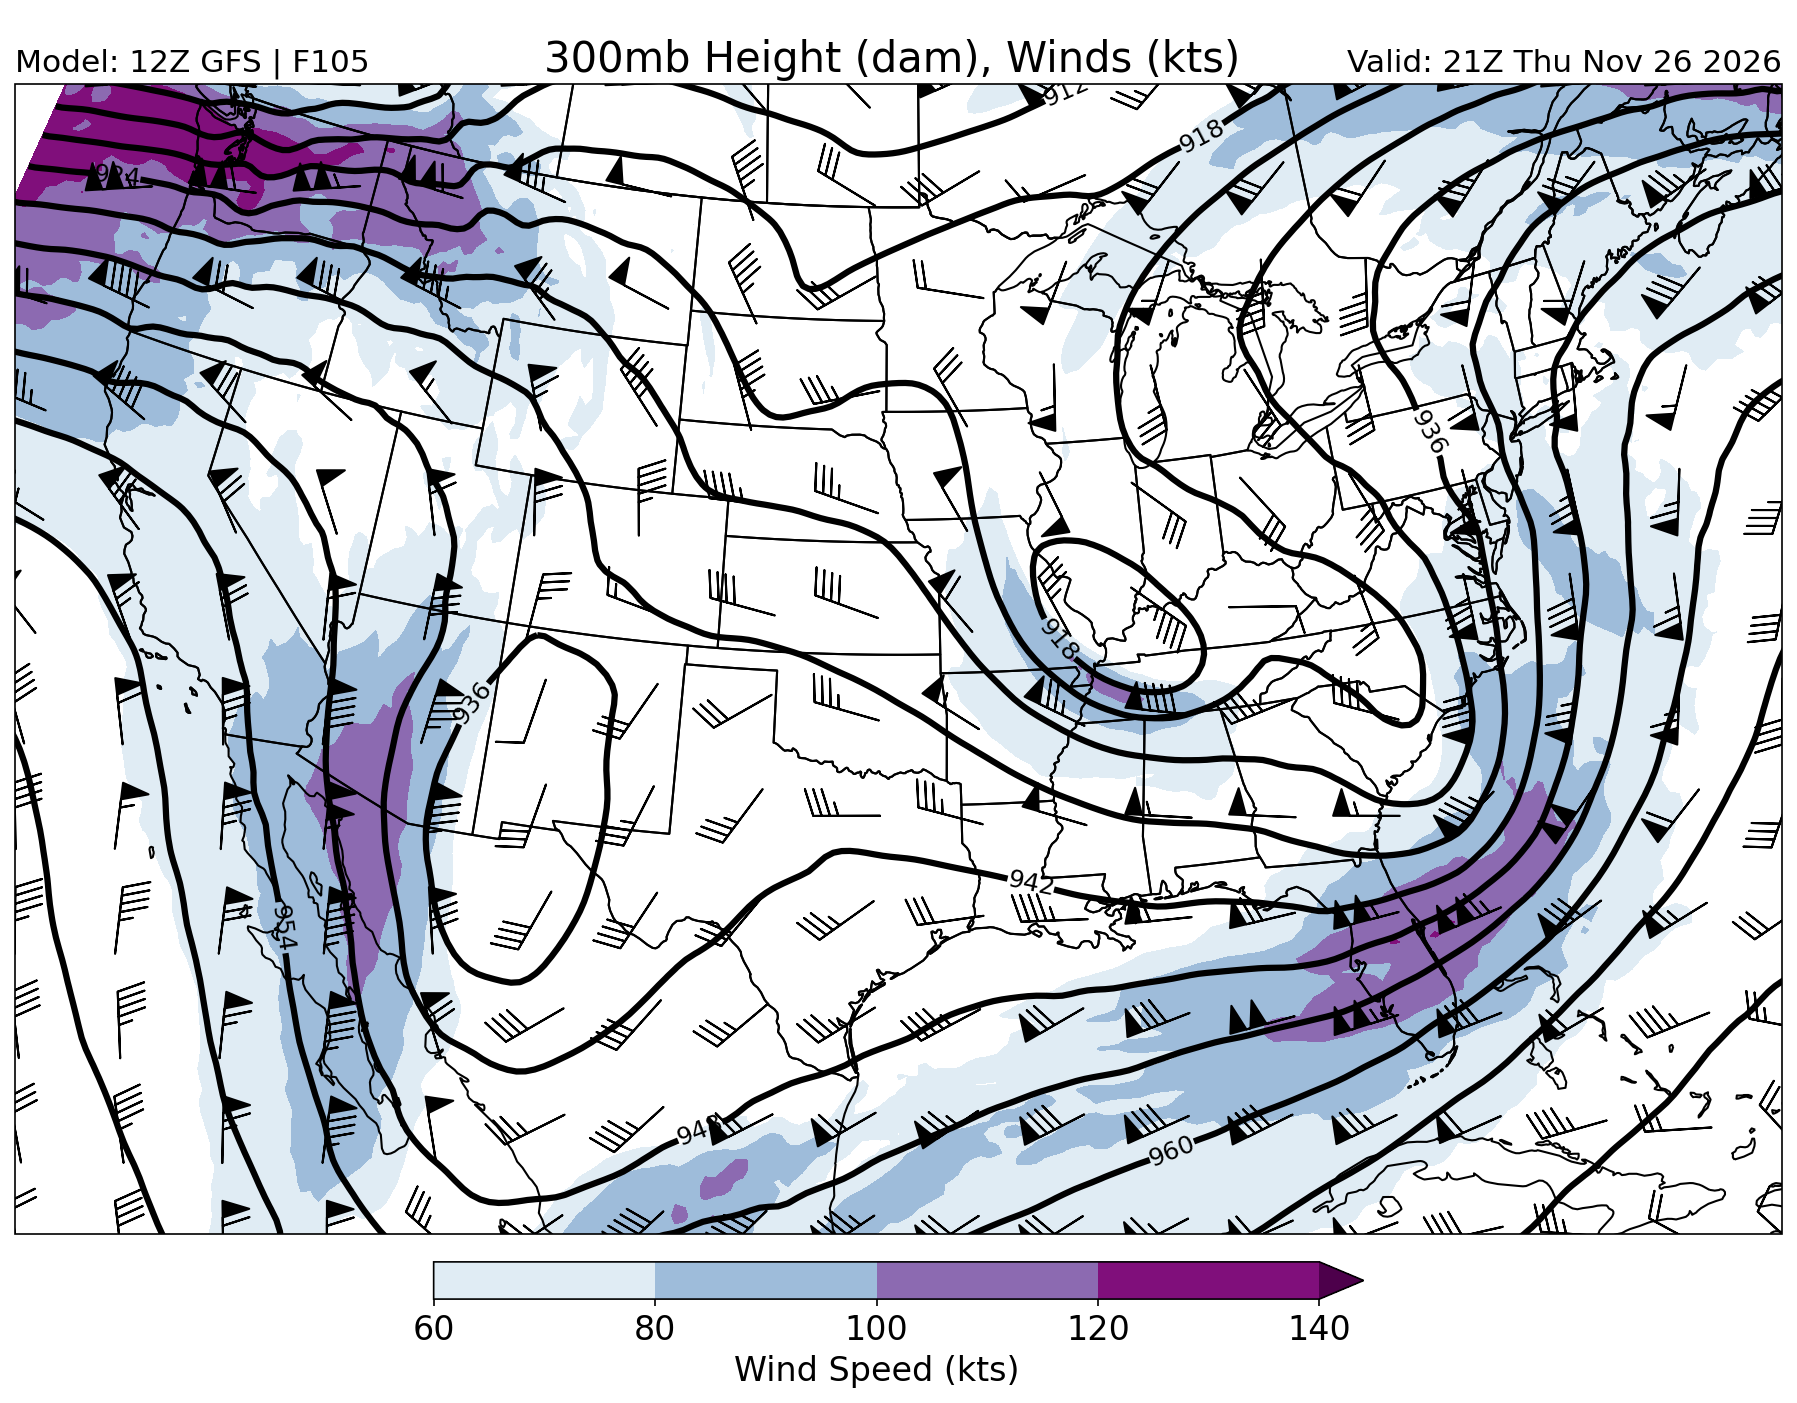 Model: 12Z GFS | F105
300mb Height (dam), Winds (kts)
Valid: 21Z Thu Nov 26 2026
912
918
924
936
918
936
942
954
948
960
60 80 100 120 140
Wind Speed (kts)